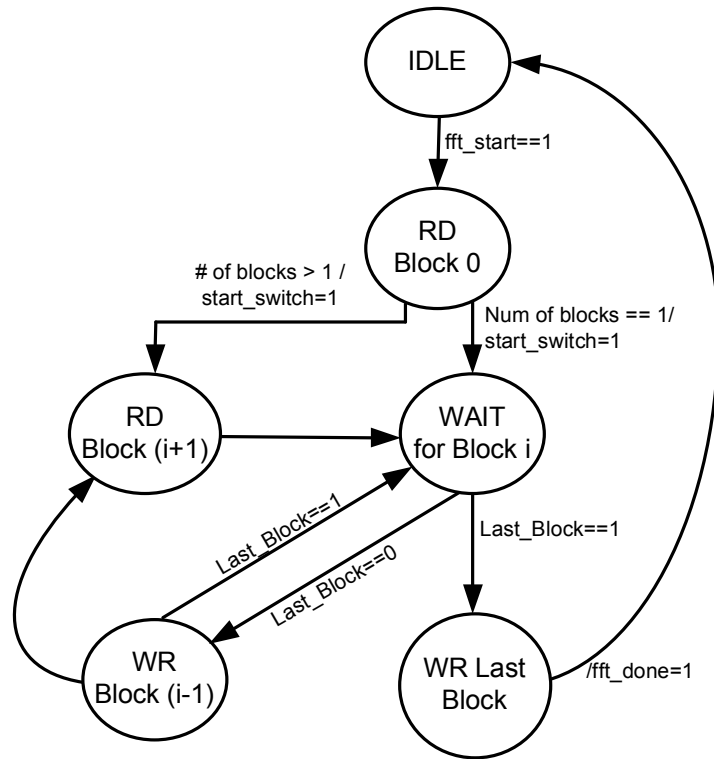 IDLE
fft_start==1
RD
Block 0
# of blocks > 1 /
start_switch=1
Num of blocks == 1/
start_switch=1
RD
Block (i+1)
WAIT
for Block i
Last_Block==1
Last_Block==0
Last_Block==1
WR
Block (i-1)
WR Last
Block
/fft_done=1